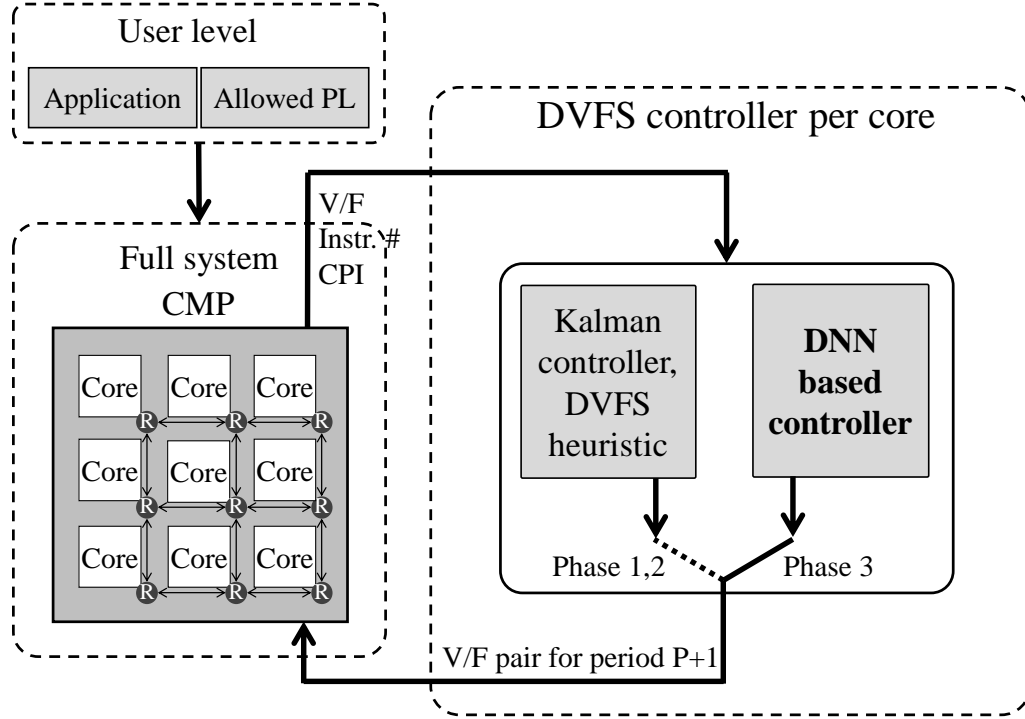 User level
Application
Allowed PL
DVFS controller per core
V/F
Instr. #
CPI
Full system
CMP
Core Core Core
R R R
Core Core Core
R R R
Core Core Core
R R R
Kalman
controller,
DVFS
heuristic
DNN
based
controller
Phase 1,2
Phase 3
V/F pair for period P+1